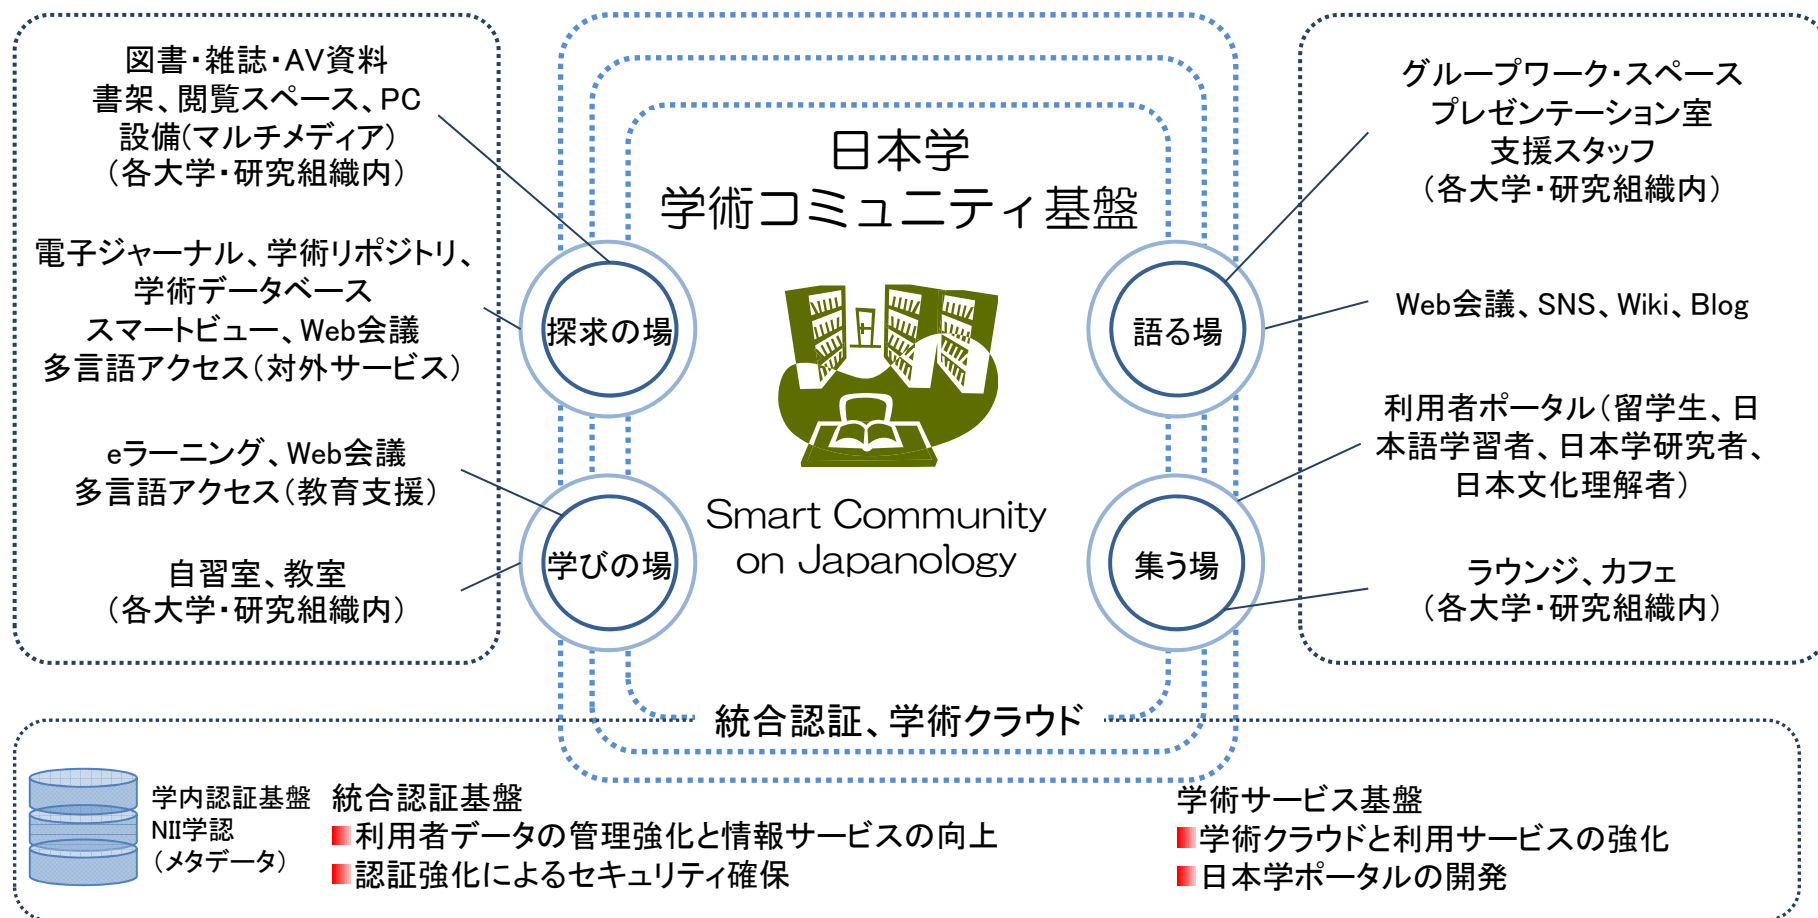 図書・雑誌・AV資料
書架、閲覧スペース、PC
設備(マルチメディア)
(各大学・研究組織内)
電子ジャーナル、学術リポジトリ、
学術データベース
スマートビュー、Web会議
多言語アクセス(対外サービス)
eラーニング、Web会議
多言語アクセス(教育支援)
自習室、教室
(各大学・研究組織内)
日本学
学術コミュニティ基盤
探求の場
語る場
学びの場
集う場
Smart Community
on Japanology
統合認証、学術クラウド
グループワーク・スペース
プレゼンテーション室
支援スタッフ
(各大学・研究組織内)
Web会議、SNS、Wiki、Blog
利用者ポータル(留学生、日
本語学習者、日本学研究者、
日本文化理解者)
ラウンジ、カフェ
(各大学・研究組織内)
学内認証基盤
NII学認
(メタデータ)
統合認証基盤
利用者データの管理強化と情報サービスの向上
認証強化によるセキュリティ確保
学術サービス基盤
学術クラウドと利用サービスの強化
日本学ポータルの開発